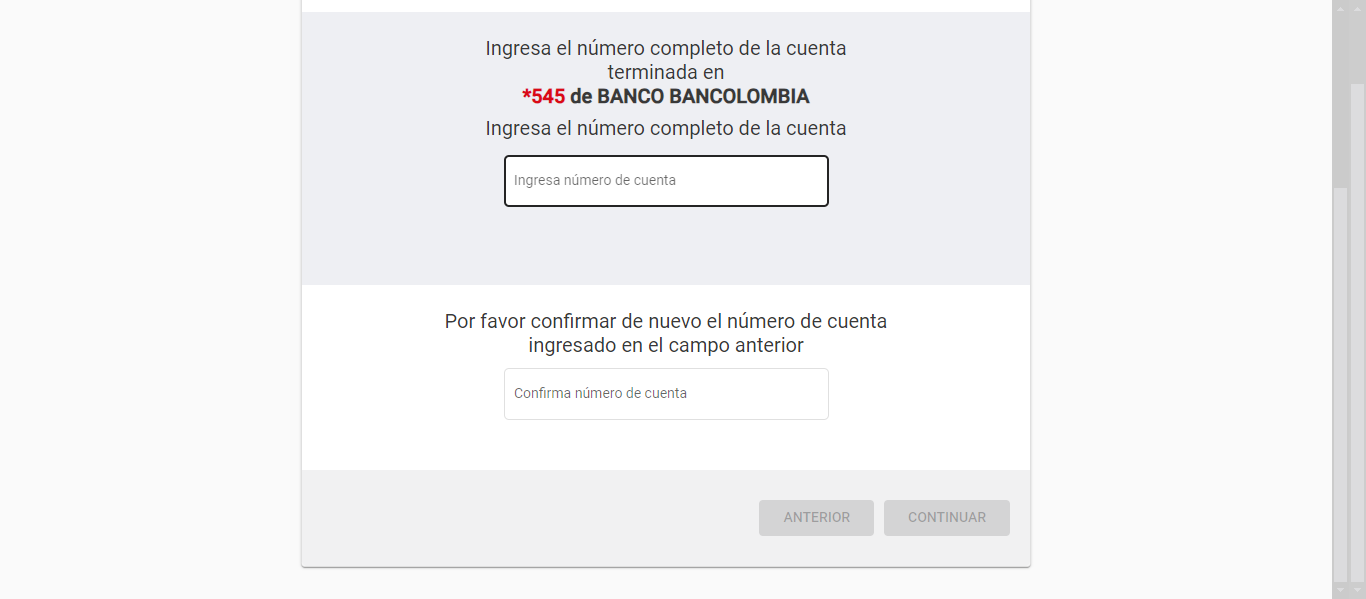 Ingresa el número completo de la cuenta
terminada en
*545 de BANCO BANCOLOMBIA
Ingresa el número completo de la cuenta
Ingresa número de cuenta
Por favor confirmar de nuevo el número de cuenta
ingresado en el campo anterior
Confirma número de cuenta
ANTERIOR
CONTINUAR